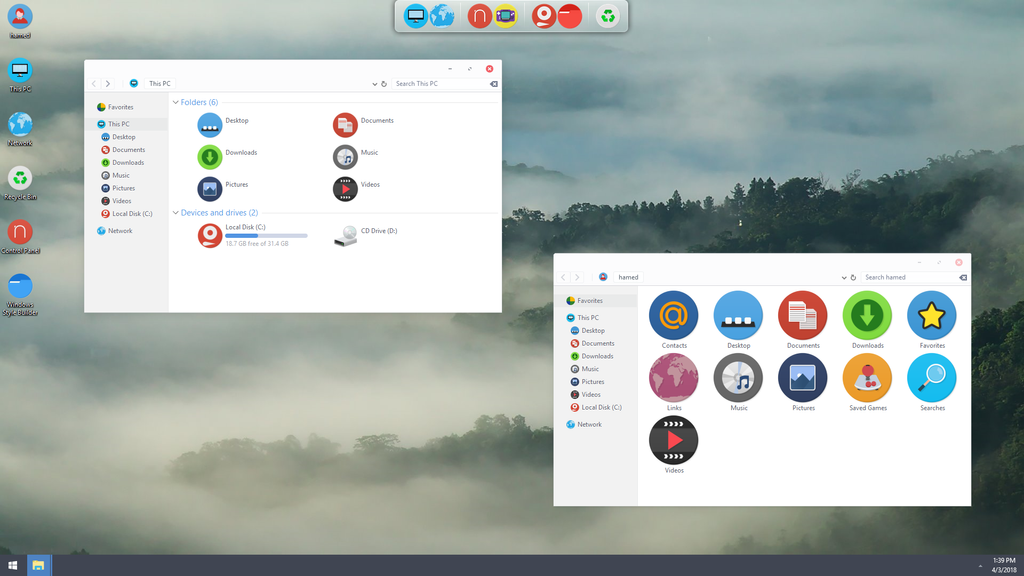 hamed
This PC
Network
Recycle Bin
Control Panel
Windows
Style Builder
This PC
Search This PC
Favorites
This PC
Desktop
Documents
Downloads
Music
Pictures
Videos
Local Disk (C:)
Network
Folders (6)
Desktop
Documents
Downloads
Music
Pictures
Videos
Devices and drives (2)
Local Disk (C:)
18.7 GB free of 31.4 GB
CD Drive (D:)
hamed
Search hamed
Favorites
This PC
Desktop
Documents
Downloads
Music
Pictures
Videos
Local Disk (C:)
Network
Contacts
Desktop
Documents
Downloads
Favorites
Links
Music
Pictures
Saved Games
Searches
Videos
1:39 PM
4/3/2018